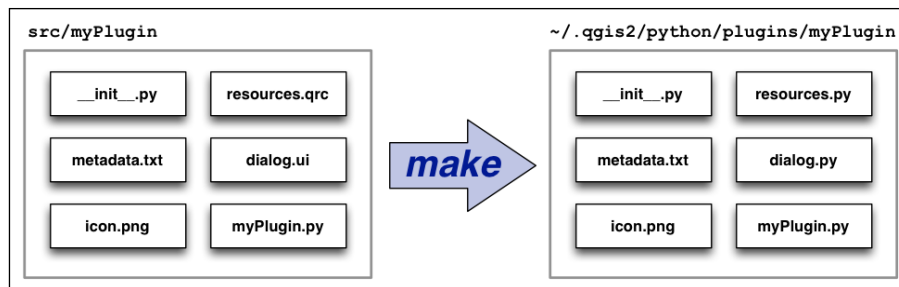 src/myPlugin
~/.qgis2/python/plugins/myPlugin
__init__.py
resources.qrc
metadata.txt
dialog.ui
icon.png
myPlugin.py
make
__init__.py
resources.py
metadata.txt
dialog.py
icon.png
myPlugin.py